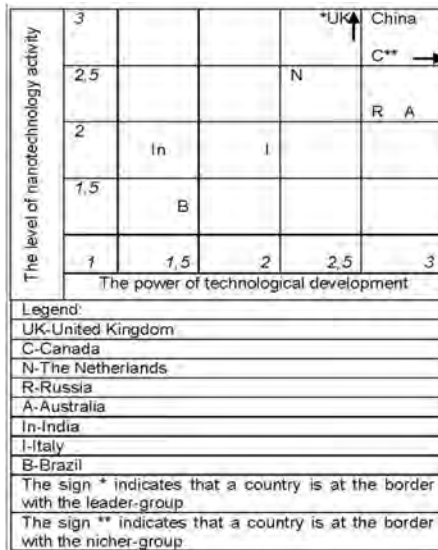 The level of nanotechnology activity
3 *UK China
C**
2,5 N
R A
2
In I
1,5
B
1 1,5 2 2,5 3
The power of technological development
Legend:
UK-United Kingdom
C-Canada
N-The Netherlands
R-Russia
A-Australia
In-India
I-Italy
B-Brazil
The sign * indicates that a country is at the border
with the leader-group
The sign ** indicates that a country is at the border
with the nicher-group